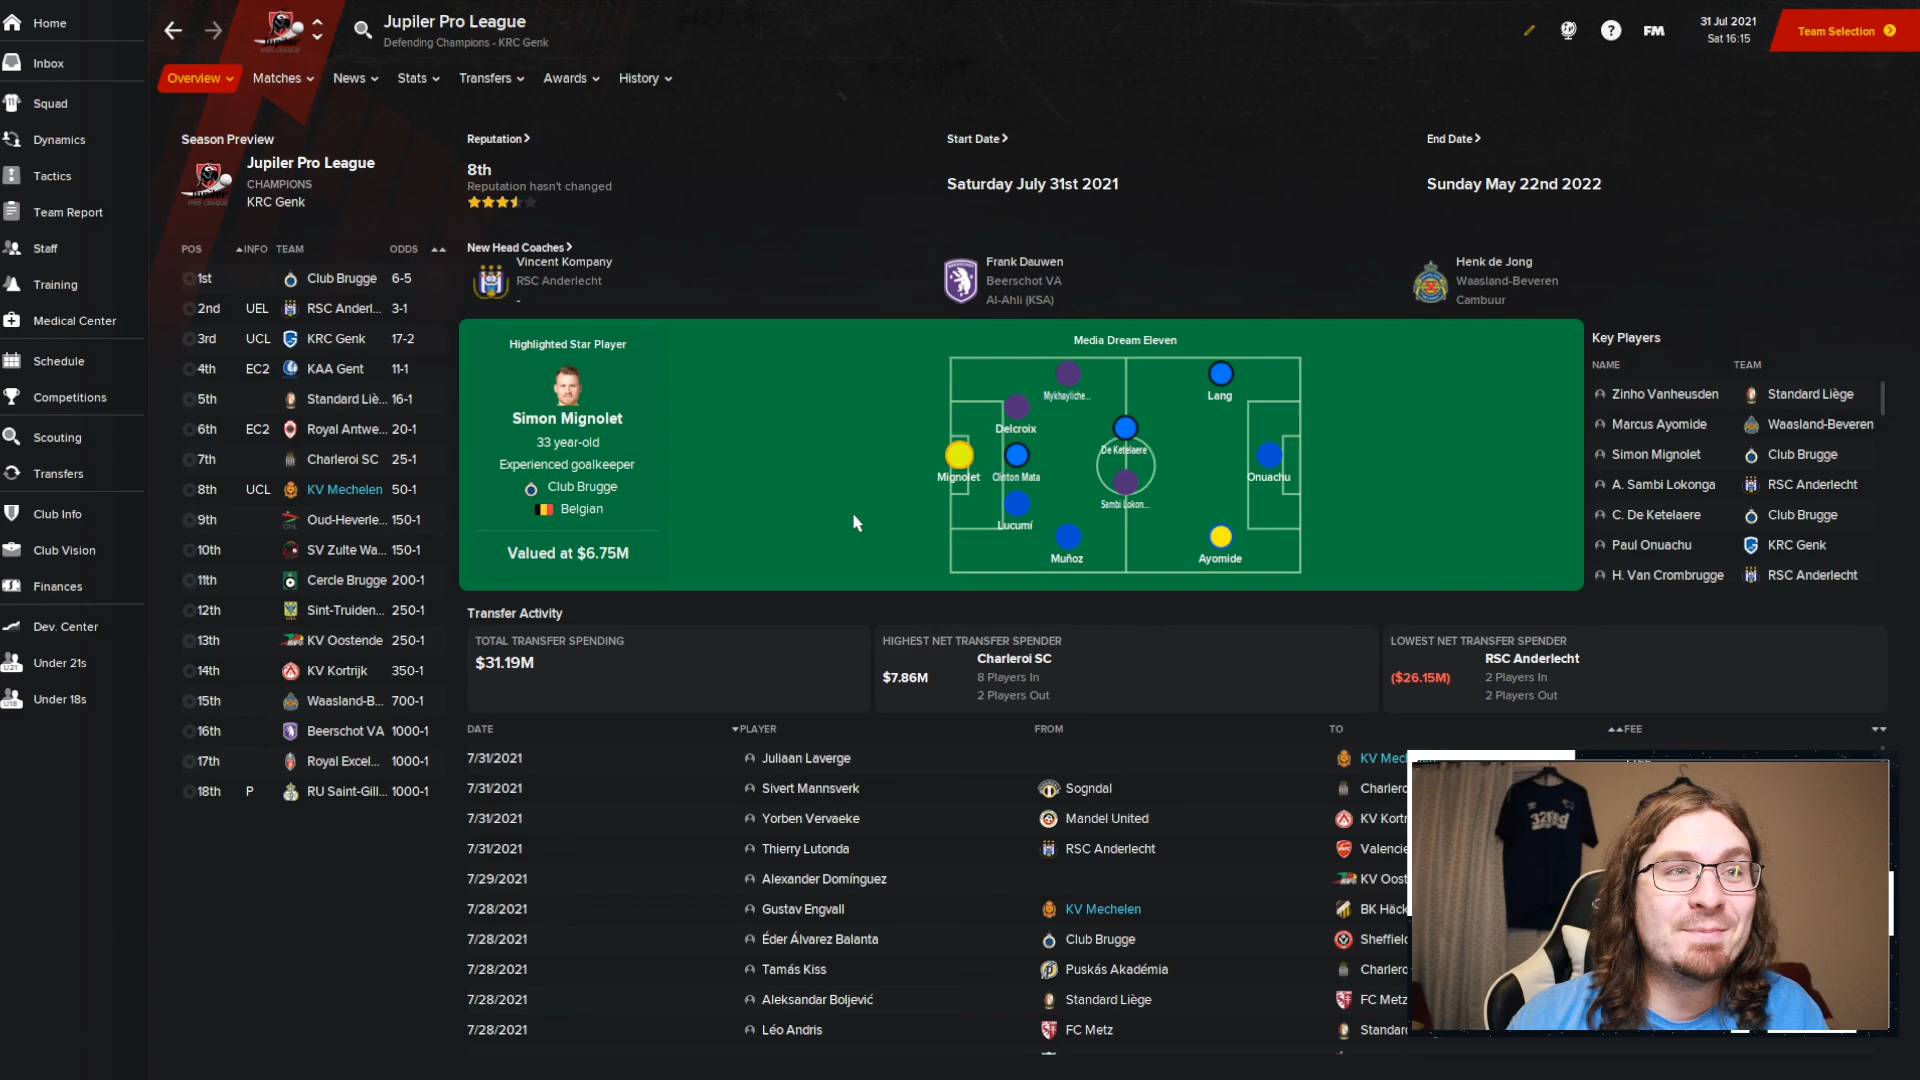 Home
Inbox
Squad
Dynamics
Tactics
Team Report
Staff
Training
Medical Center
Schedule
Competitions
Scouting
Transfers
Club Info
Club Vision
Finances
Dev. Center
Under 21s
Under 18s
Jupiler Pro League
Defending Champions - KRC Genk
FM
31 Jul 2021
Sat 16:15
Team Selection
Overview Matches News Stats Transfers Awards History
Season Preview
Jupiler Pro League
CHAMPIONS
KRC Genk
POS INFO TEAM ODDS
1st Club Brugge 6-5
2nd UEL RSC Anderl... 3-1
3rd UCL KRC Genk 17-2
4th EC2 KAA Gent 11-1
5th Standard Liè... 16-1
6th EC2 Royal Antwe... 20-1
7th Charleroi SC 25-1
8th UCL KV Mechelen 50-1
9th Oud-Heverle... 150-1
10th SV Zulte Wa... 150-1
11th Cercle Brugge 200-1
12th Sint-Truiden... 250-1
13th KV Oostende 250-1
14th KV Kortrijk 350-1
15th Waasland-B... 700-1
16th Beerschot VA 1000-1
17th Royal Excel... 1000-1
18th P RU Saint-Gill... 1000-1
Reputation
8th
Reputation hasn't changed
Start Date
Saturday July 31st 2021
End Date
Sunday May 22nd 2022
New Head Coaches
Vincent Kompany
RSC Anderlecht
-
Frank Dauwen
Beerschot VA
Al-Ahli (KSA)
Henk de Jong
Waasland-Beveren
Cambuur
Highlighted Star Player
Simon Mignolet
33 year-old
Experienced goalkeeper
Club Brugge
Belgian
Valued at $6.75M
Media Dream Eleven
Mykhayliche...
Lang
Delcroix
De Ketelaere
Mignolet
Clinton Mata
Onuachu
Sambi Lokon...
Lucumí
Muñoz
Ayomide
Key Players
NAME TEAM
Zinho Vanheusden Standard Liège
Marcus Ayomide Waasland-Beveren
Simon Mignolet Club Brugge
A. Sambi Lokonga RSC Anderlecht
C. De Ketelaere Club Brugge
Paul Onuachu KRC Genk
H. Van Crombrugge RSC Anderlecht
Transfer Activity
TOTAL TRANSFER SPENDING
$31.19M
HIGHEST NET TRANSFER SPENDER
Charleroi SC
$7.86M
8 Players In
2 Players Out
LOWEST NET TRANSFER SPENDER
RSC Anderlecht
($26.15M)
2 Players In
2 Players Out
DATE PLAYER FROM TO FEE
7/31/2021 Juliaan Laverge KV Mec
7/31/2021 Sivert Mannsverk Sogndal Charlero
7/31/2021 Yorben Vervaeke Mandel United KV Kortr
7/31/2021 Thierry Lutonda RSC Anderlecht Valencie
7/29/2021 Alexander Domínguez KV Oost
7/28/2021 Gustav Engvall KV Mechelen BK Häck
7/28/2021 Éder Álvarez Balanta Club Brugge Sheffield
7/28/2021 Tamás Kiss Puskás Akadémia Charlero
7/28/2021 Aleksandar Boljević Standard Liège FC Metz
7/28/2021 Léo Andris FC Metz Standard